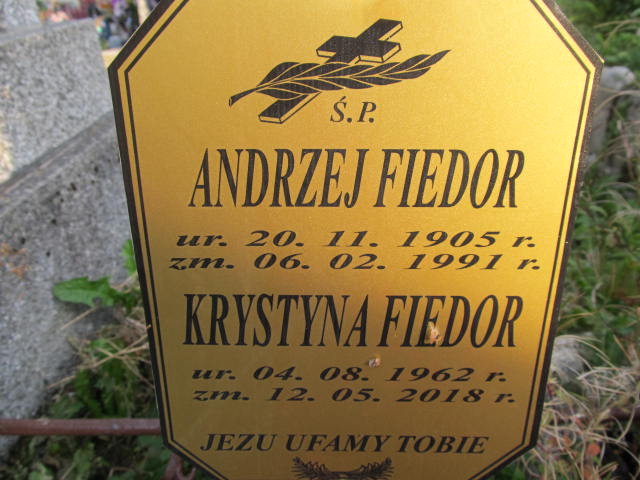 Ś.P.
ANDRZEJ FIEDOR
ur. 20. 11. 1905 r.
zm. 06. 02. 1991 r.
KRYSTYNA FIEDOR
ur. 04. 08. 1962 r.
zm. 12. 05. 2018 r.
JEZU UFAMY TOBIE